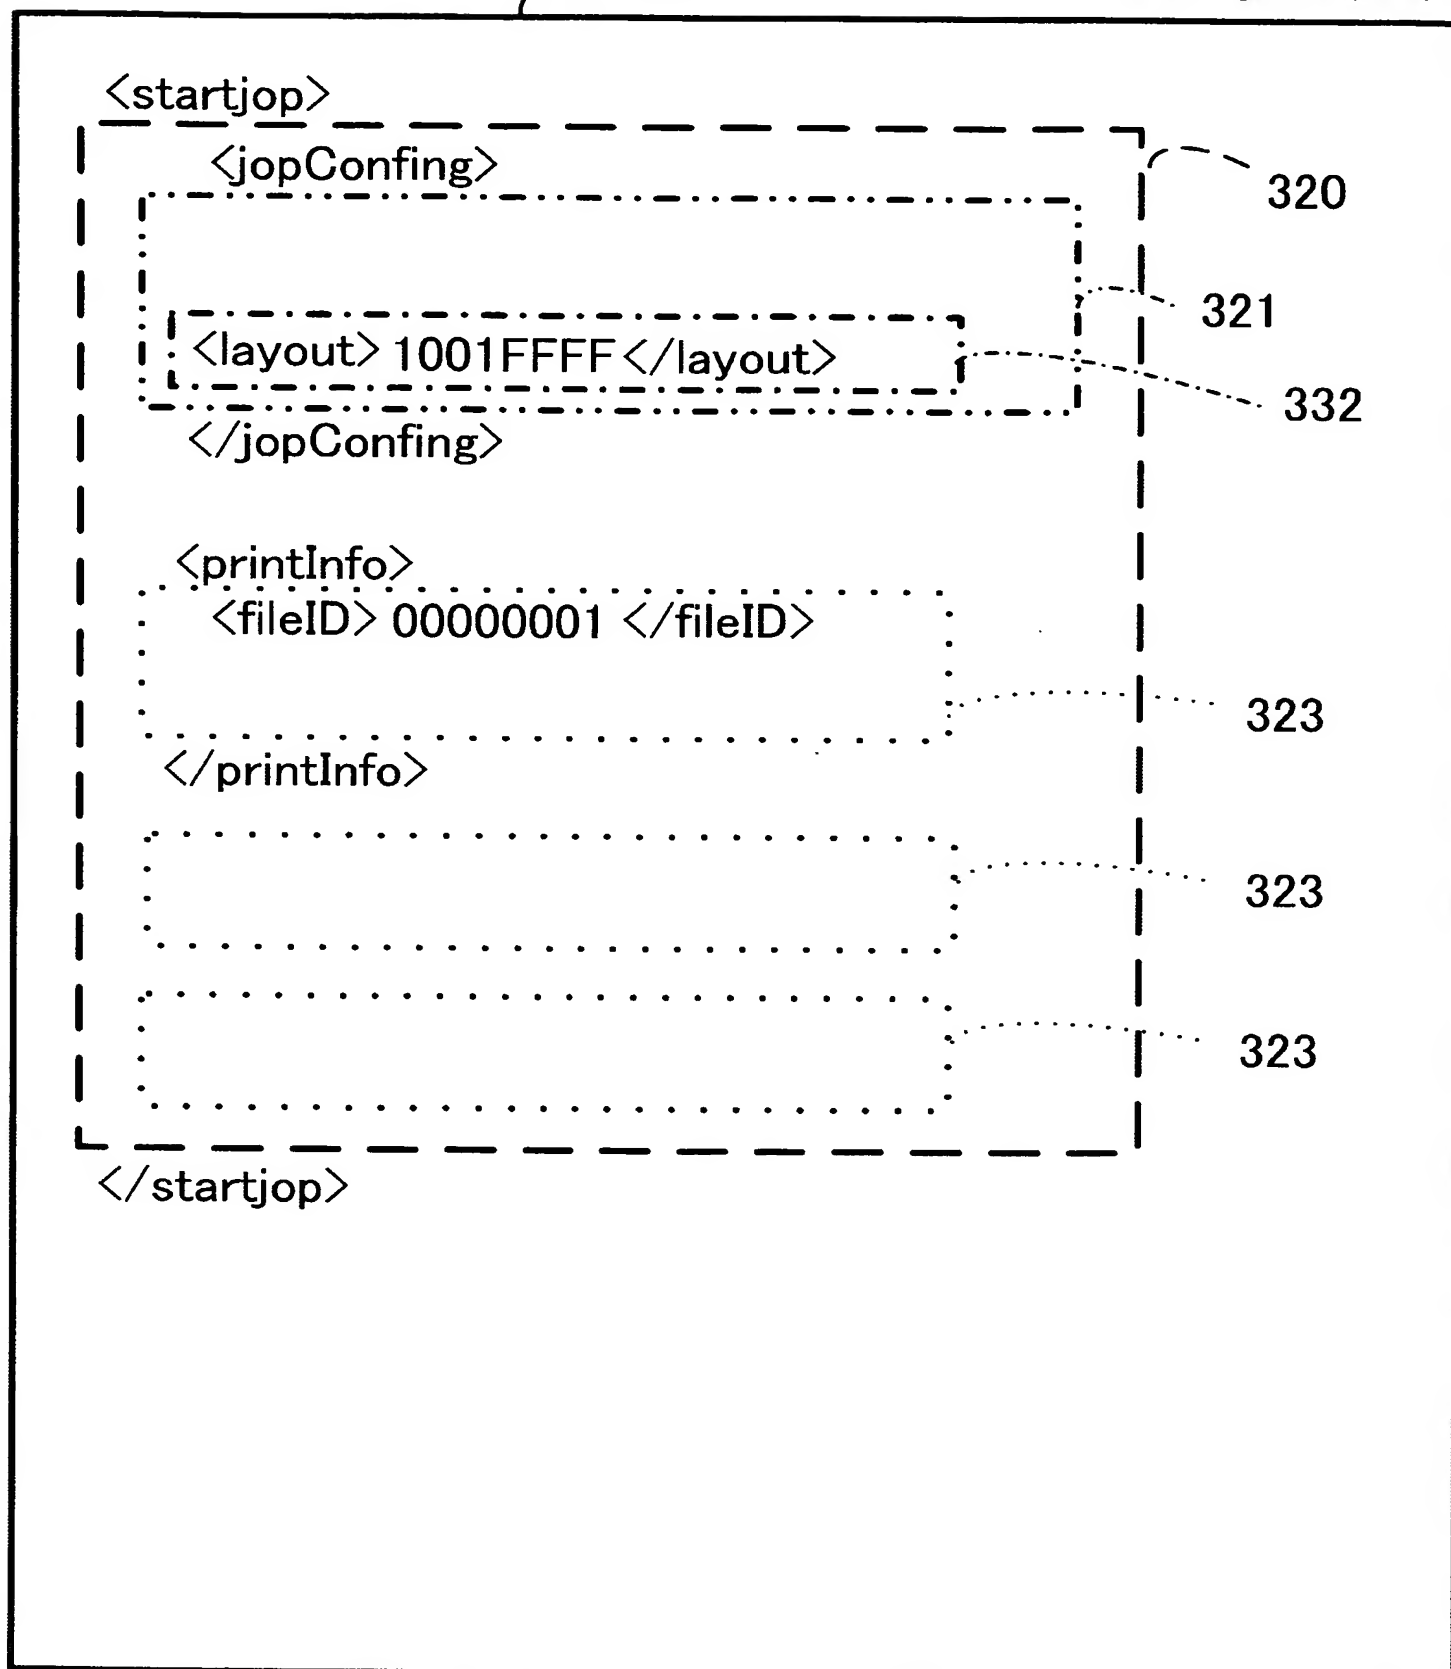 <startjop>
<jopConfing>
320
321
<layout> 1001FFFF </layout>
332
</jopConfing>
<printInfo>
<fileID> 00000001 </fileID>
323
</printInfo>
323
323
</startjop>